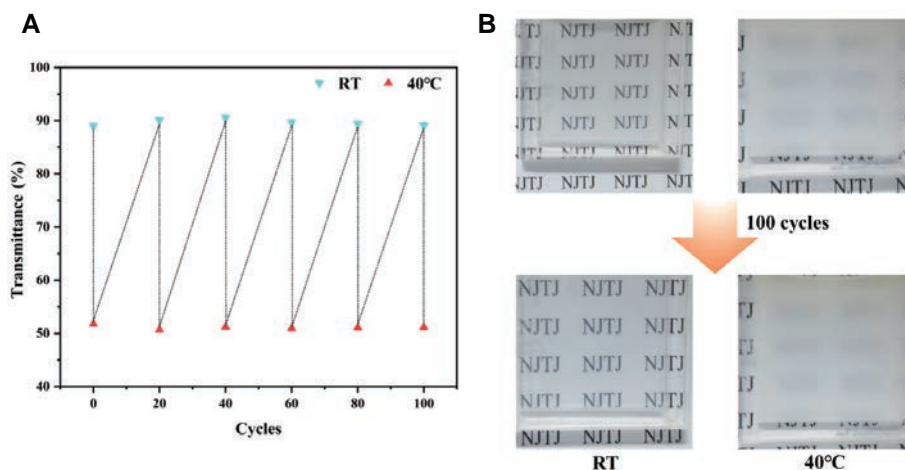 A
100
90
80
70
60
50
40
Transmittance (%)
RT 40°C
0 20 40 60 80 100
Cycles
B
NJTJ NJTJ
NJTJ NJTJ
NJTJ NJTJ
NJTJ NJTJ
NJTJ NJTJ
NJTJ NJTJ
NJTJ
NJTJ NJTJ
100 cycles
NJTJ NJTJ NJTJ
NJTJ NJTJ NJTJ
NJTJ NJTJ NJTJ
NJTJ NJTJ NJTJ
NJTJ NJTJ NJTJ
RT
40°C